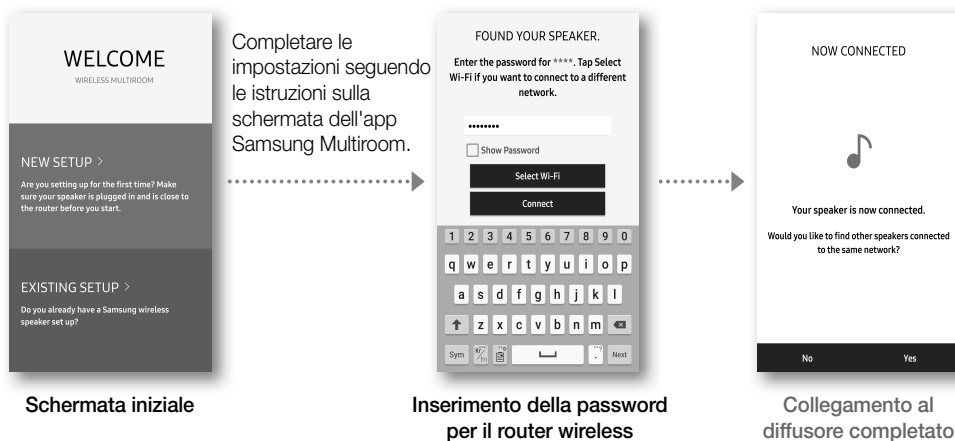 WELCOME
WIRELESS MULTIROOM
NEW SETUP >
Are you setting up for the first time? Make
sure your speaker is plugged in and is close to
the router before you start.
EXISTING SETUP >
Do you already have a Samsung wireless
speaker set up?
Schermata iniziale
Completare le
impostazioni seguendo
le istruzioni sulla
schermata dell'app
Samsung Multiroom.
FOUND YOUR SPEAKER.
Enter the password for ****. Tap Select
Wi-Fi if you want to connect to a different
network.
••••••••
Show Password
Select Wi-Fi
Connect
1 2 3 4 5 6 7 8 9 0
q w e r t y u i o p
a s d f g h j k l
z x c v b n m
Sym Kr/En . Next
Inserimento della password
per il router wireless
NOW CONNECTED
Your speaker is now connected.
Would you like to find other speakers connected
to the same network?
No Yes
Collegamento al
diffusore completato